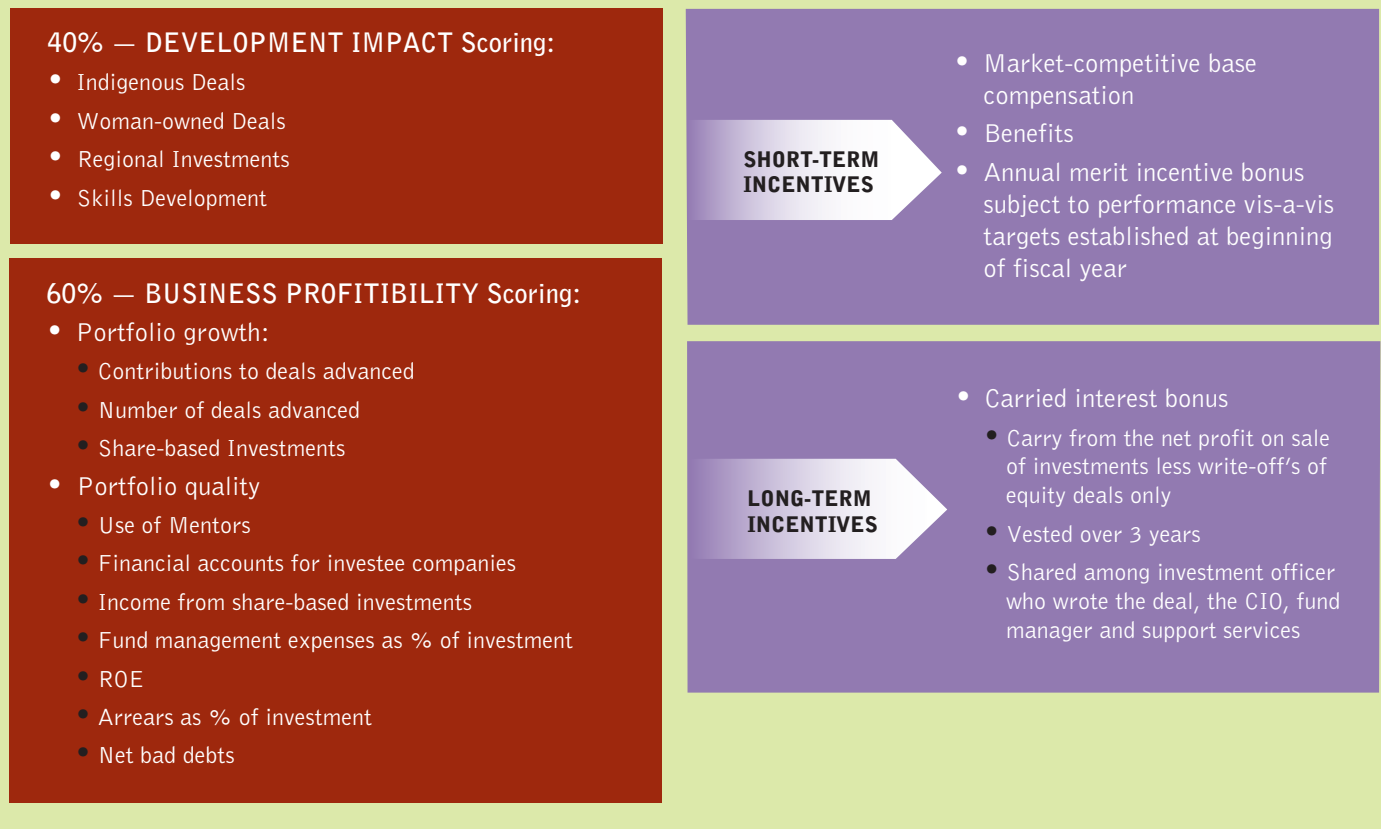 40% — DEVELOPMENT IMPACT Scoring:
• Indigenous Deals
• Woman-owned Deals
• Regional Investments
• Skills Development
60% — BUSINESS PROFITIBILITY Scoring:
• Portfolio growth:
• Contributions to deals advanced
• Number of deals advanced
• Share-based Investments
• Portfolio quality
• Use of Mentors
• Financial accounts for investee companies
• Income from share-based investments
• Fund management expenses as % of investment
• ROE
• Arrears as % of investment
• Net bad debts
SHORT-TERM
INCENTIVES
• Market-competitive base
compensation
• Benefits
• Annual merit incentive bonus
subject to performance vis-a-vis
targets established at beginning
of fiscal year
LONG-TERM
INCENTIVES
• Carried interest bonus
• Carry from the net profit on sale
of investments less write-off’s of
equity deals only
• Vested over 3 years
• Shared among investment officer
who wrote the deal, the CIO, fund
manager and support services